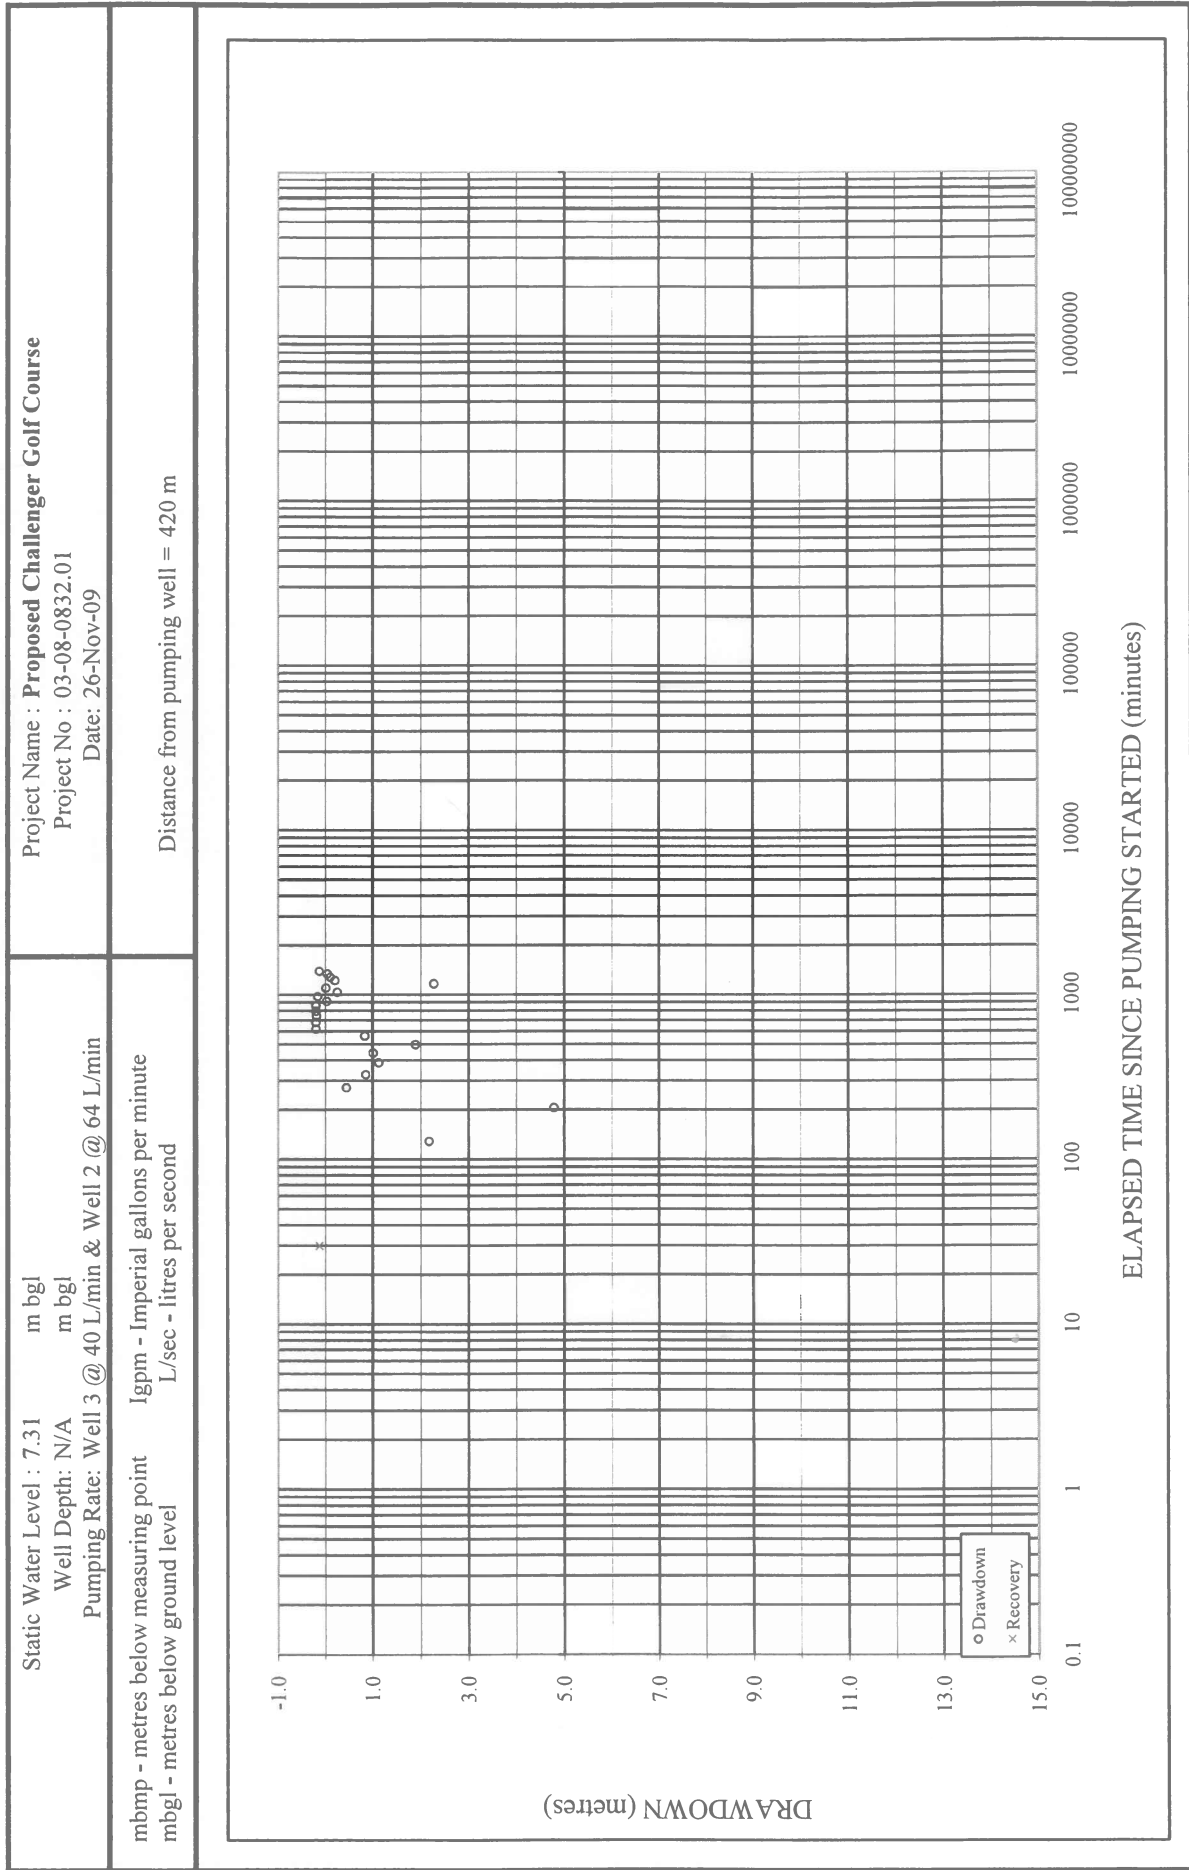 Static Water Level : 7.31 m bgl
Well Depth: N/A m bgl
Pumping Rate: Well 3 @ 40 L/min & Well 2 @ 64 L/min
Project Name : Proposed Challenger Golf Course
Project No : 03-08-0832.01
Date: 26-Nov-09
mbmp - metres below measuring point Igpm - Imperial gallons per minute
mbgl - metres below ground level L/sec - litres per second
Distance from pumping well = 420 m
DRAWDOWN (metres)
-1.0
1.0
3.0
5.0
7.0
9.0
11.0
13.0
15.0
Drawdown
× Recovery
0.1 1 10 100 1000 10000 100000 1000000 10000000 100000000
ELAPSED TIME SINCE PUMPING STARTED (minutes)